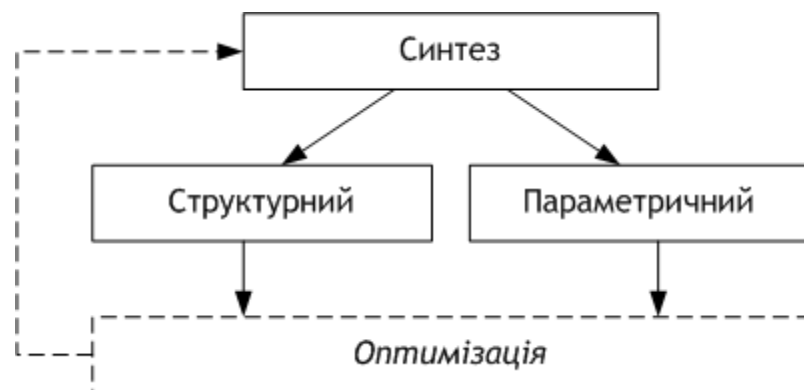 Синтез
Структурний
Параметричний
Оптимізація